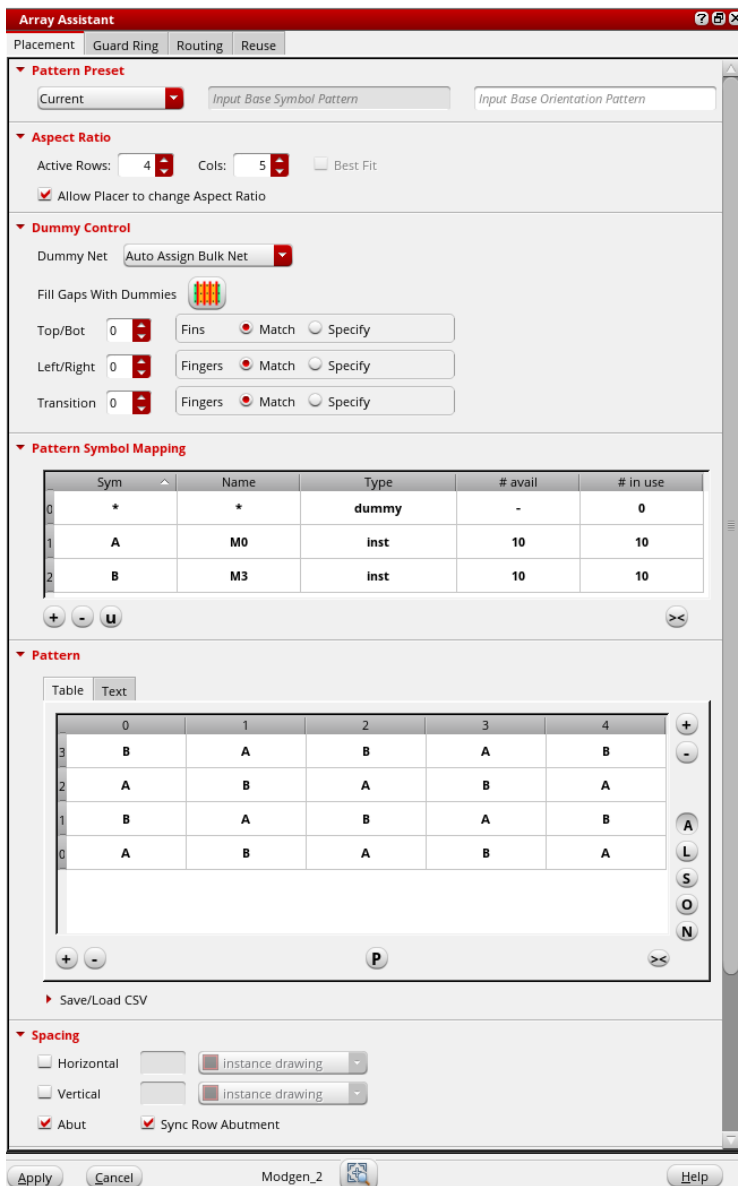 Array Assistant ?
Placement Guard Ring Routing Reuse
Pattern Preset
Current Input Base Symbol Pattern Input Base Orientation Pattern
Aspect Ratio
Active Rows: 4 Cols: 5 Best Fit
Allow Placer to change Aspect Ratio
Dummy Control
Dummy Net Auto Assign Bulk Net
Fill Gaps With Dummies
Top/Bot 0 Fins Match Specify
Left/Right 0 Fingers Match Specify
Transition 0 Fingers Match Specify
Pattern Symbol Mapping
Sym Name Type # avail # in use
0 * * dummy - 0
1 A M0 inst 10 10
2 B M3 inst 10 10
+ - u ><
Pattern
Table Text
0 1 2 3 4 +
3 B A B A B -
2 A B A B A
1 B A B A B A
0 A B A B A L
S
O
N
+ - P ><
Save/Load CSV
Spacing
Horizontal instance drawing
Vertical instance drawing
Abut Sync Row Abutment
Apply Cancel Modgen_2 Help